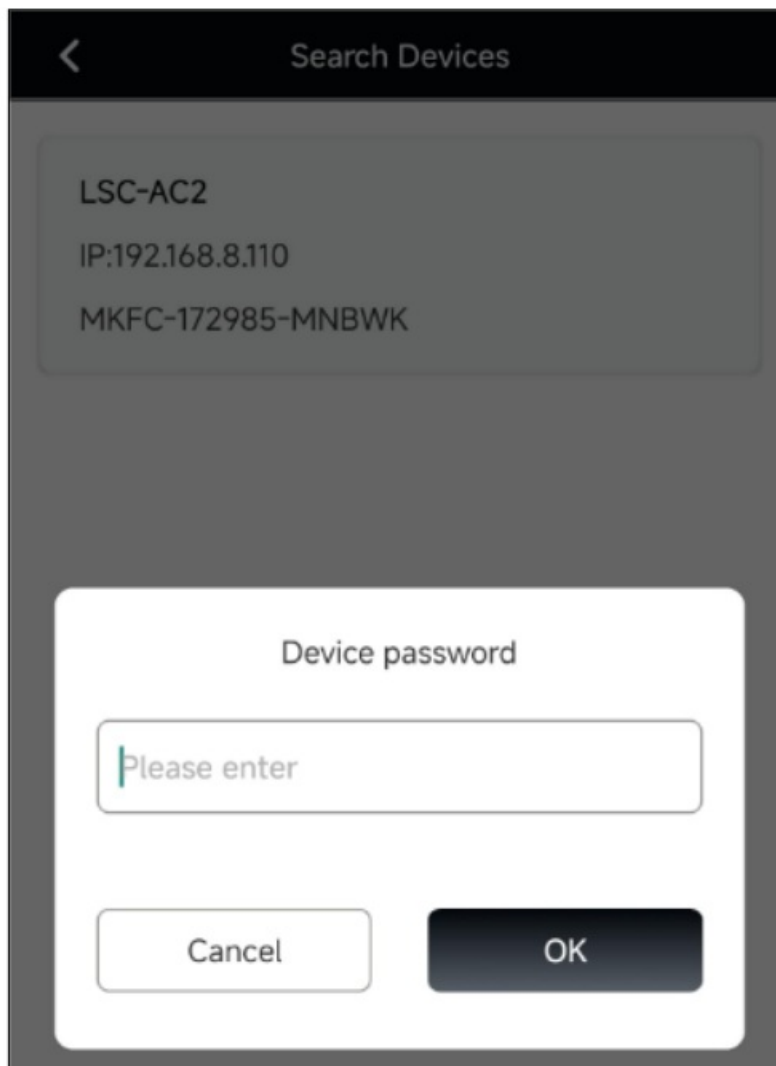 Search Devices
LSC-AC2
IP:192.168.8.110
MKFC-172985-MNBWK
Device password
Please enter
Cancel
OK